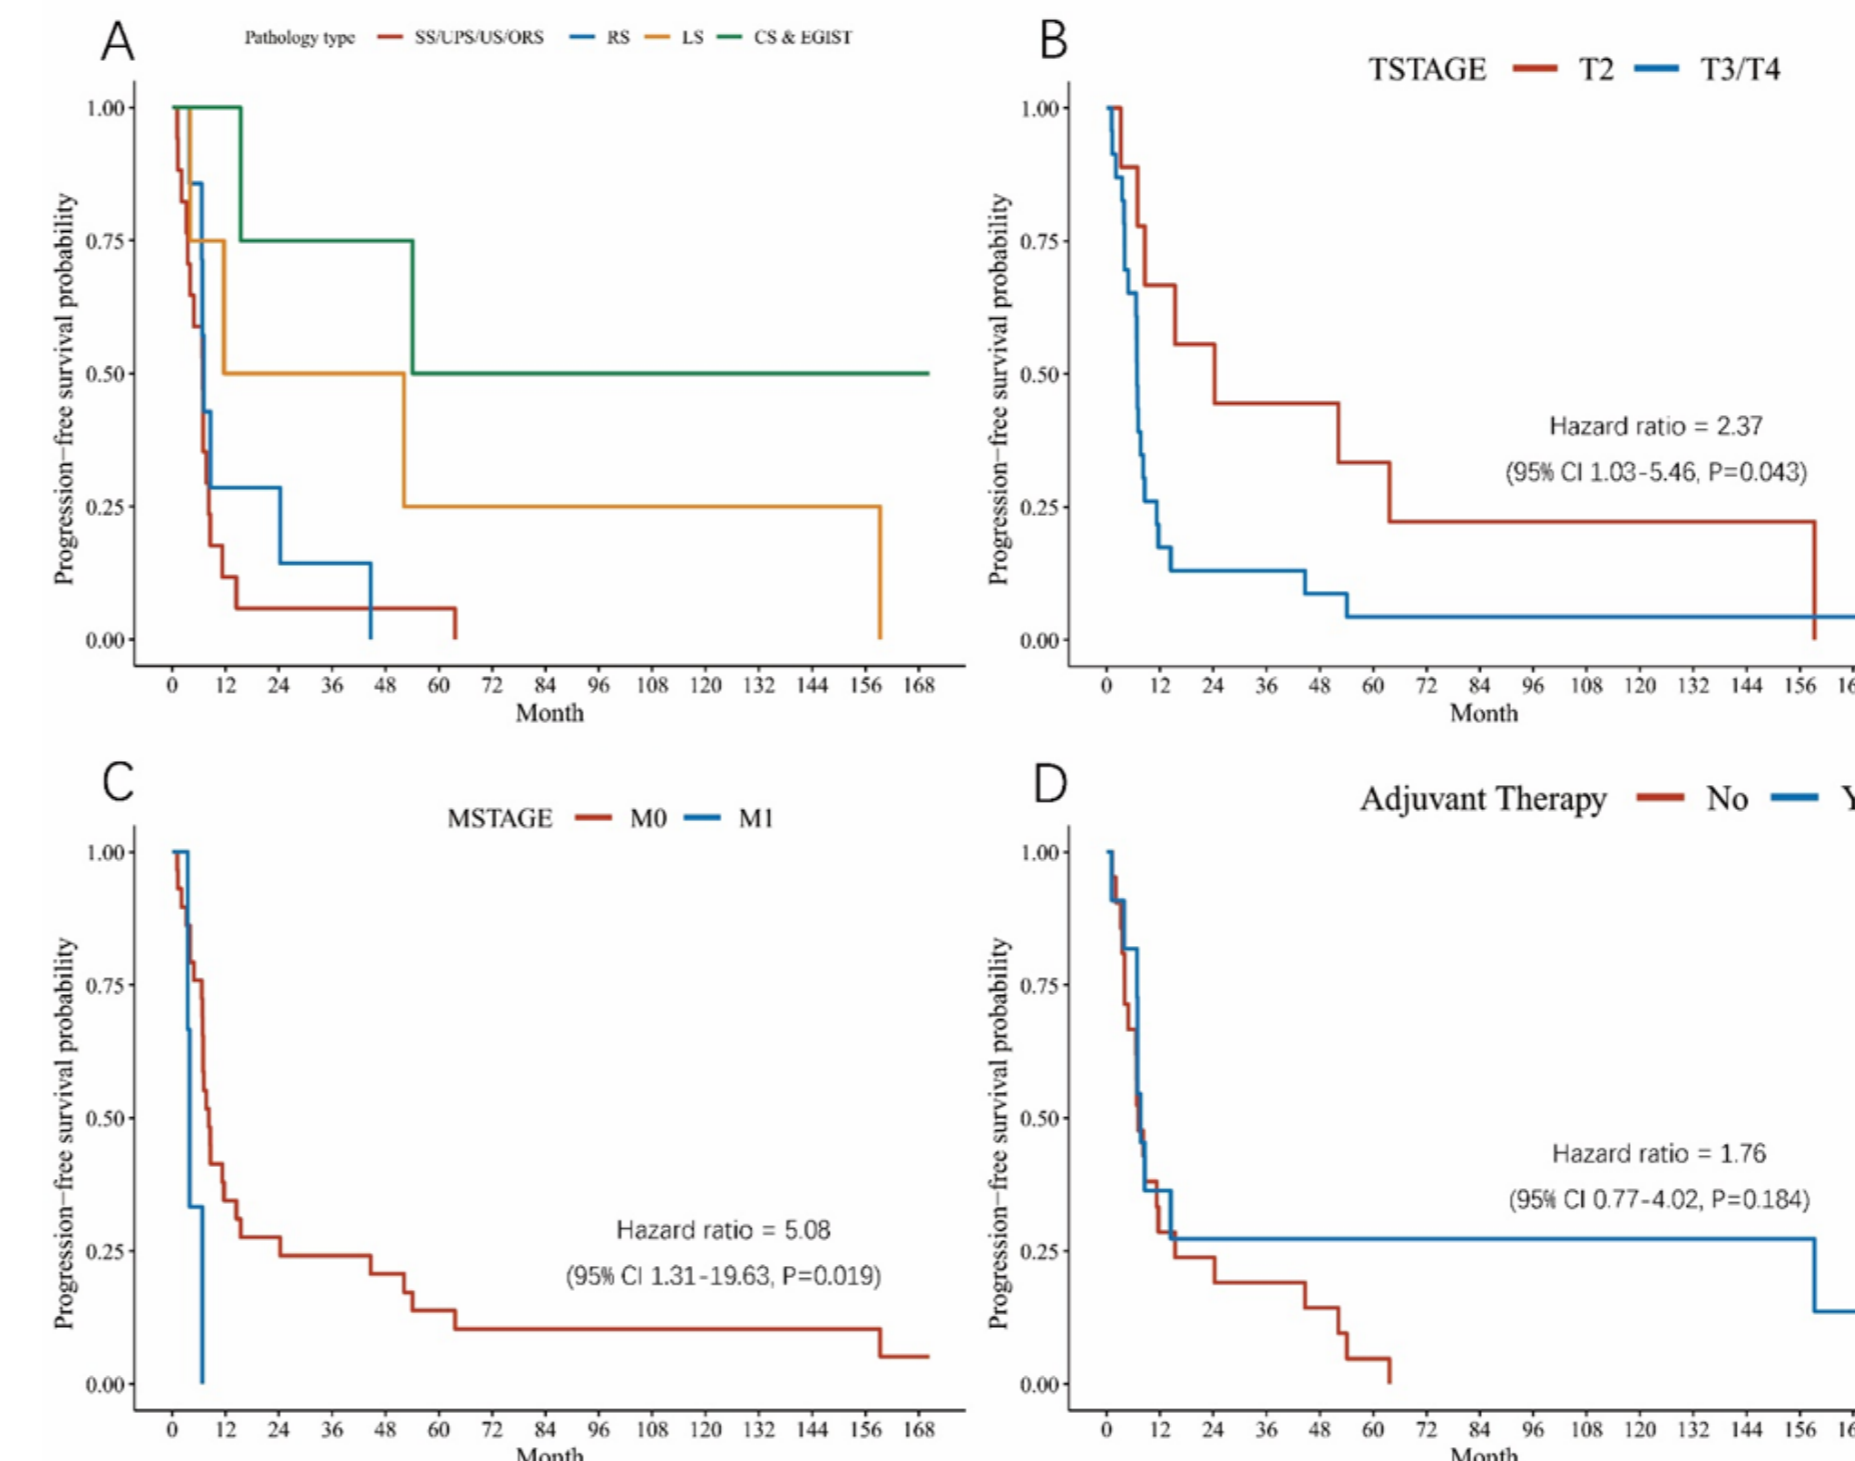 A
Pathology type SS/UPS/US/ORS RS LS CS & EGIST
Progression−free survival probability
1.00
0.75
0.50
0.25
0.00
0 12 24 36 48 60 72 84 96 108 120 132 144 156 168
Month
B
TSTAGE T2 T3/T4
Progression−free survival probability
1.00
0.75
0.50
0.25
0.00
Hazard ratio = 2.37
(95% CI 1.03-5.46, P=0.043)
0 12 24 36 48 60 72 84 96 108 120 132 144 156 16
Month
C
MSTAGE M0 M1
Progression−free survival probability
1.00
0.75
0.50
0.25
0.00
Hazard ratio = 5.08
(95% CI 1.31-19.63, P=0.019)
0 12 24 36 48 60 72 84 96 108 120 132 144 156 168
Month
D
Adjuvant Therapy No Y
Progression−free survival probability
1.00
0.75
0.50
0.25
0.00
Hazard ratio = 1.76
(95% CI 0.77-4.02, P=0.184)
0 12 24 36 48 60 72 84 96 108 120 132 144 156 16
Month